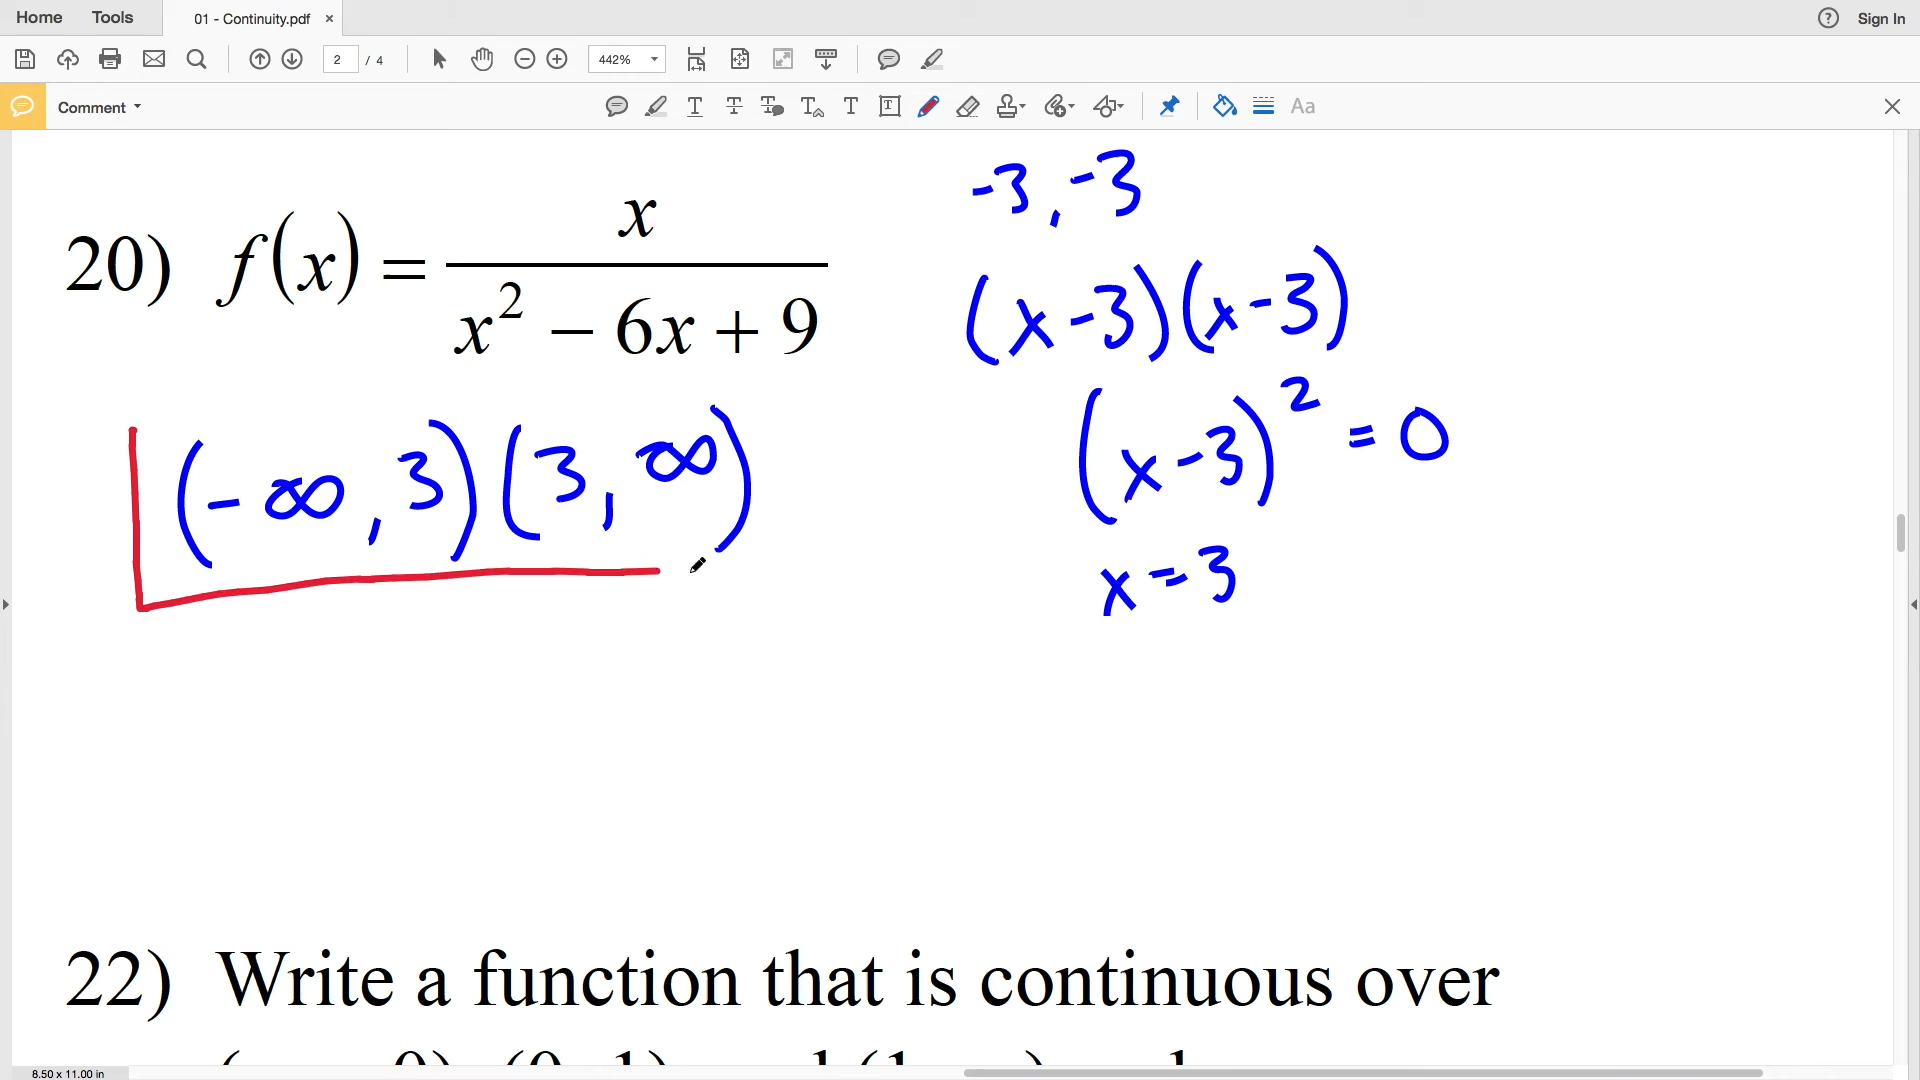 Home Tools 01 - Continuity.pdf × Sign In
2 / 4 442%
Comment Aa
-3, -3
20) f(x) = x / (x² − 6x + 9)
(x-3)(x-3)
(x-3)² = 0
(-∞, 3) (3, ∞)
x = 3
22) Write a function that is continuous over
8.50 x 11.00 in